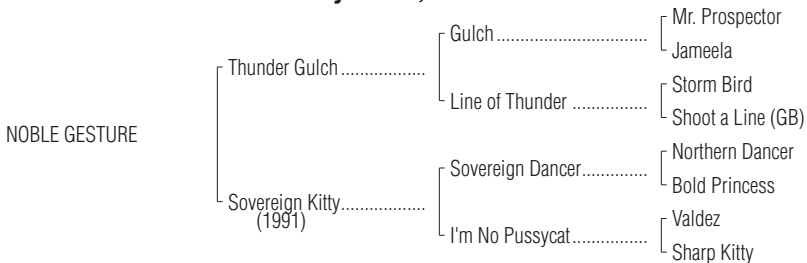 Mr. Prospector
Gulch ................................
Jameela
Thunder Gulch ..................
Storm Bird
Line of Thunder ................
Shoot a Line (GB)
NOBLE GESTURE
Northern Dancer
Sovereign Dancer..............
Bold Princess
Sovereign Kitty..................
(1991)
Valdez
I'm No Pussycat................
Sharp Kitty